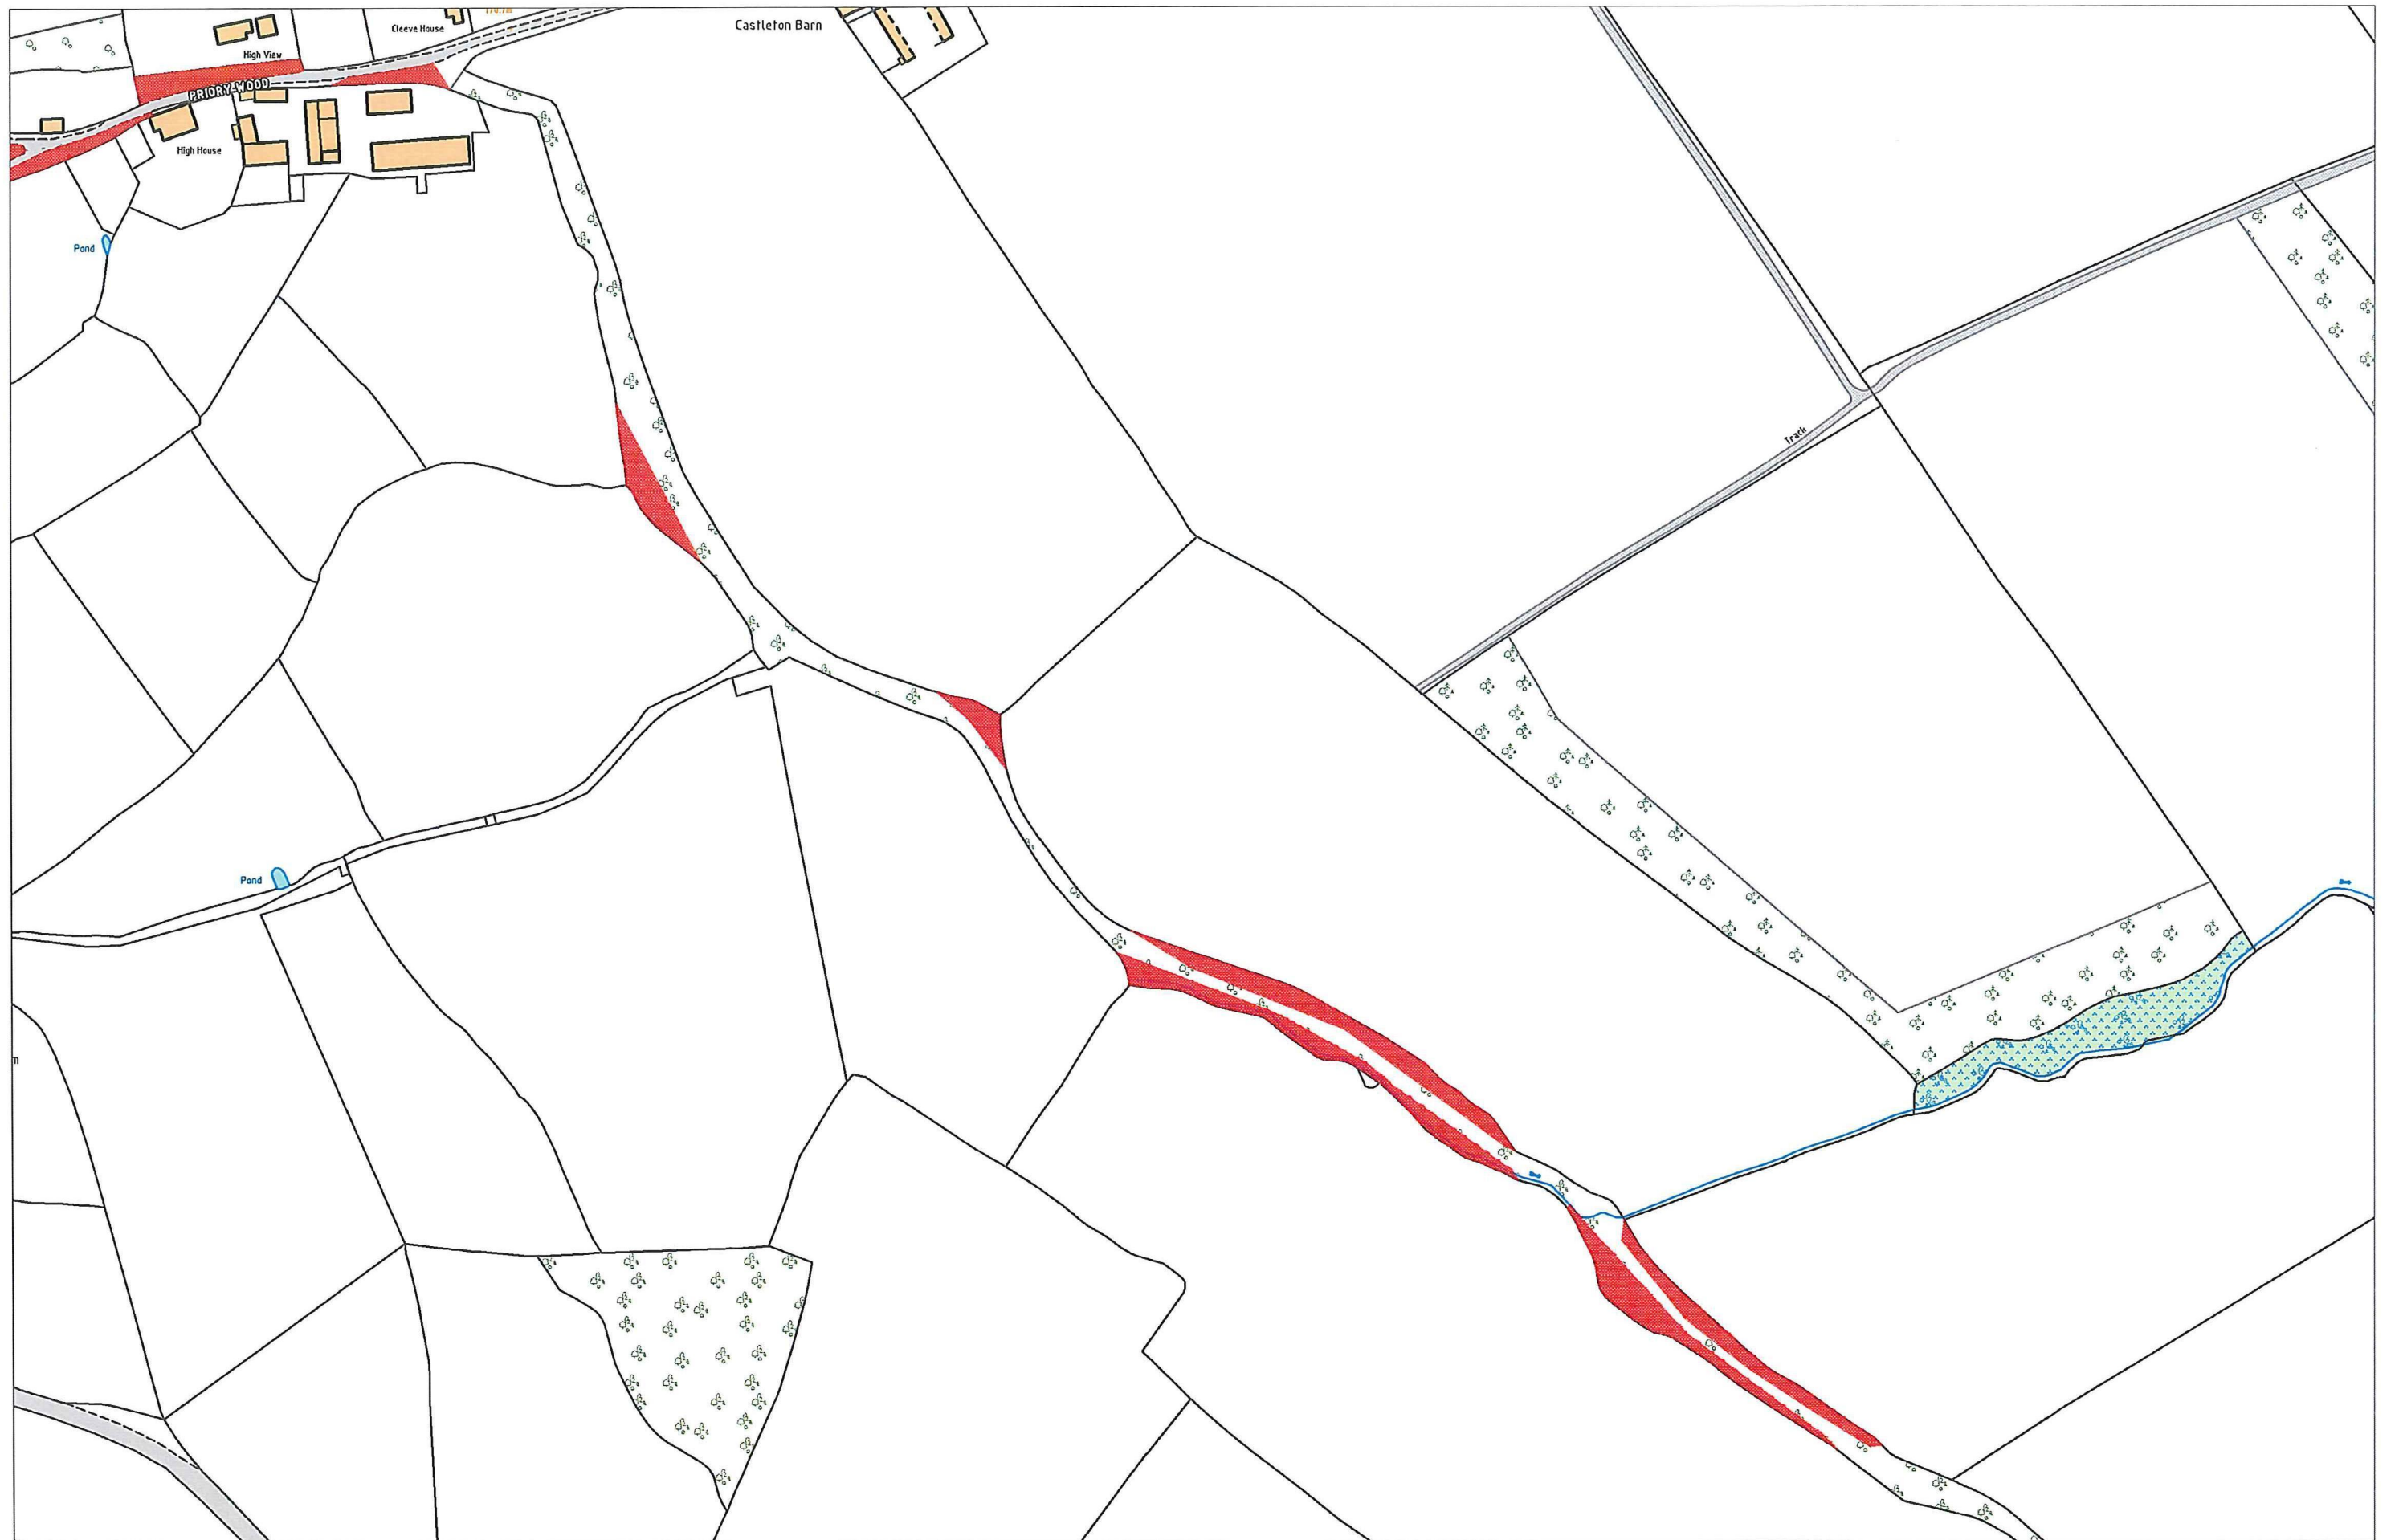 Cleeve House
Castleton Barn
High View
PRIORY WOOD
High House
Pond
Track
Pond
m